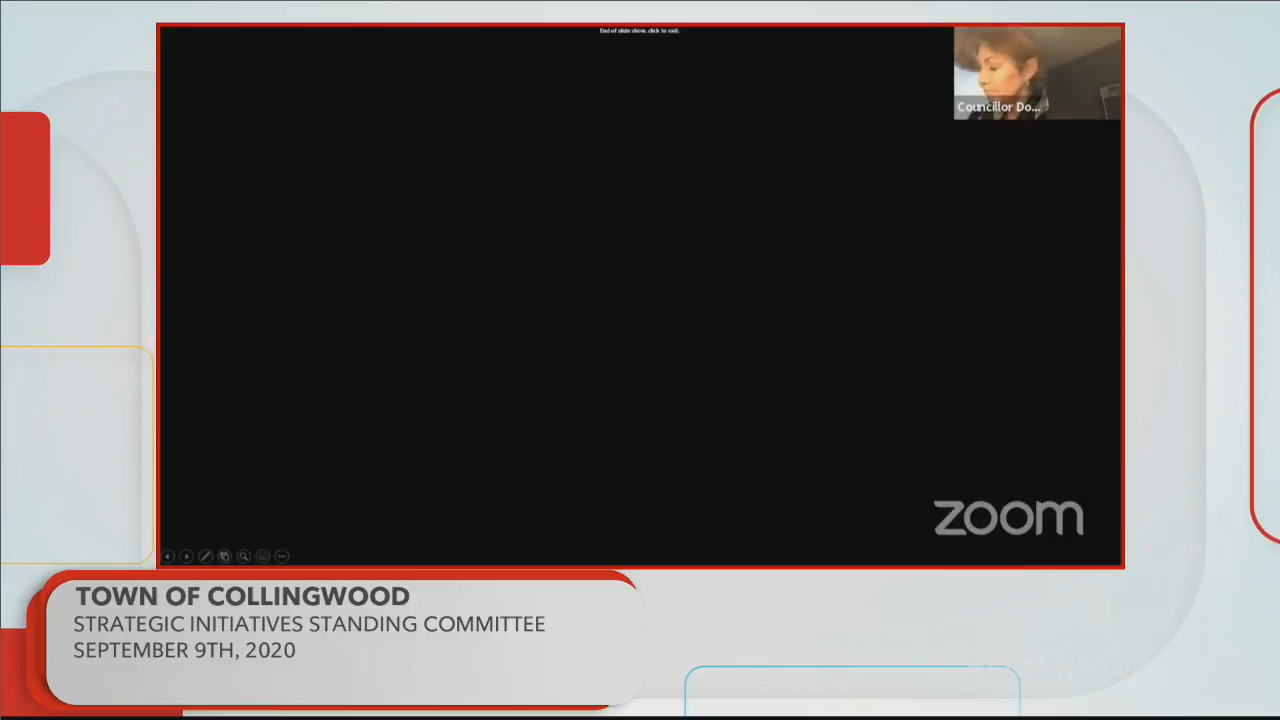 End of slide show, click to exit.
Councillor Do...
zoom
TOWN OF COLLINGWOOD
STRATEGIC INITIATIVES STANDING COMMITTEE
SEPTEMBER 9TH, 2020